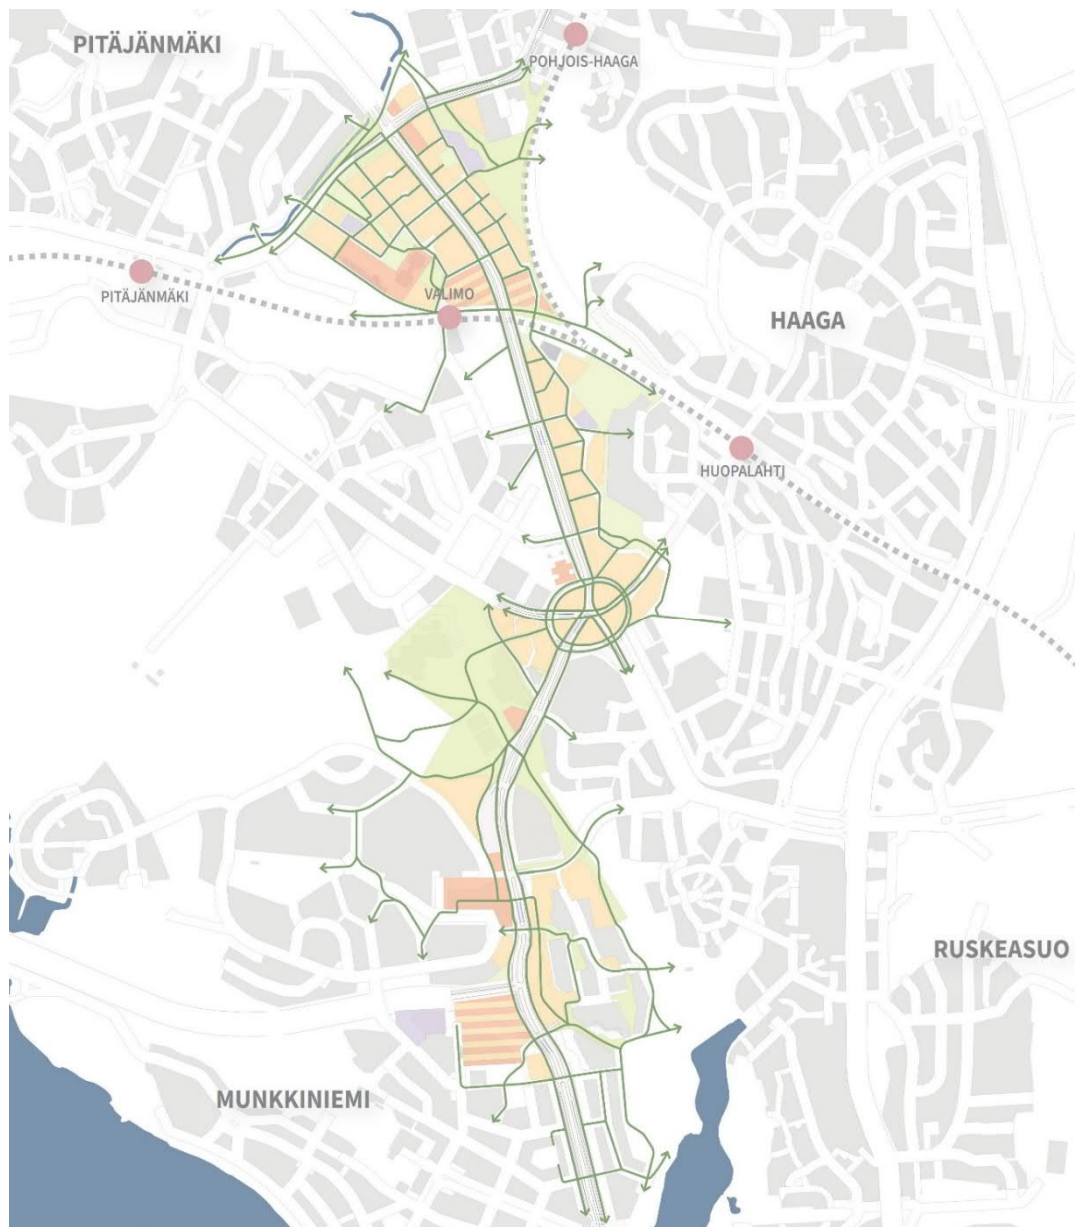 PITÄJÄNMÄKI
POHJOIS-HAAGA
PITÄJÄNMÄKI
VALIMO
HAAGA
HUOPALAHTI
RUSKEASUO
MUNKKINIEMI